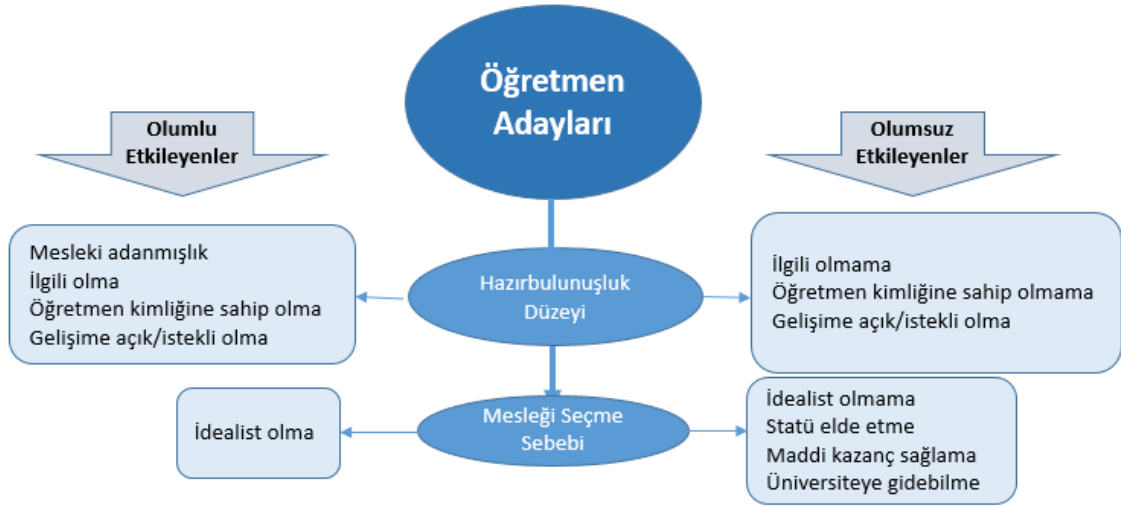 Öğretmen
Adayları
Olumlu
Etkileyenler
Olumsuz
Etkileyenler
Mesleki adanmışlık
İlgili olma
Öğretmen kimliğine sahip olma
Gelişime açık/istekli olma
Hazırbulunuşluk
Düzeyi
İlgili olmama
Öğretmen kimliğine sahip olmama
Gelişime açık/istekli olma
İdealist olma
Mesleği Seçme
Sebebi
İdealist olmama
Statü elde etme
Maddi kazanç sağlama
Üniversiteye gidebilme